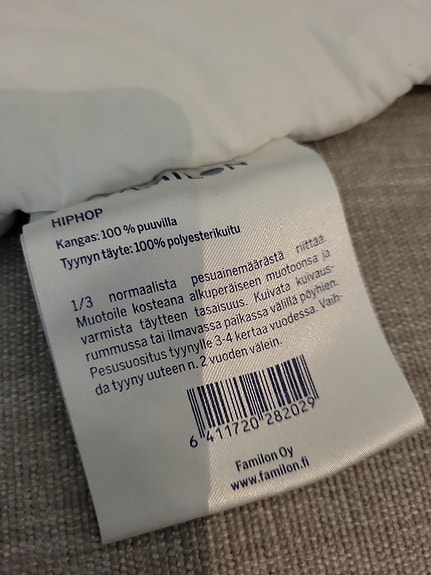 HIPHOP
Kangas: 100 % puuvilla
Tyynyn täyte: 100% polyesterikuitu
1/3 normaalista pesuainemäärästä riittää.
Muotoile kosteana alkuperäiseen muotoonsa ja
varmista täytteen tasaisuus. Kuivata kuivaus-
rummussa tai ilmavassa paikassa välillä pöyhien.
Pesusuositus tyynylle 3-4 kertaa vuodessa. Vaih-
da tyyny uuteen n. 2 vuoden välein.
6 411720 282029
Familon Oy
www.familon.fi